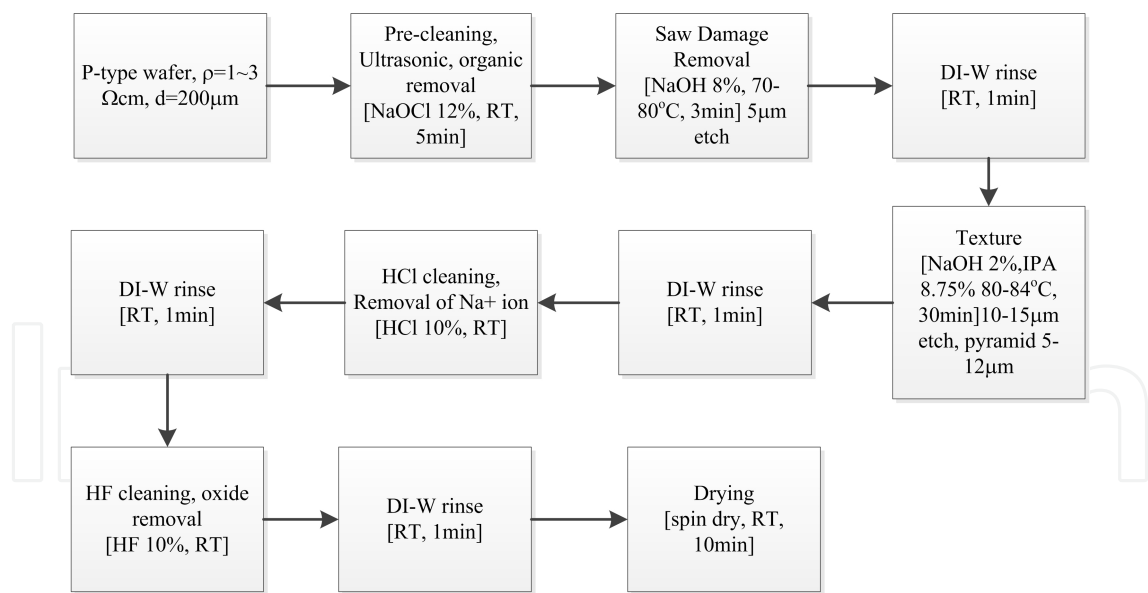 P-type wafer, ρ=1~3
Ωcm, d=200μm
Pre-cleaning,
Ultrasonic, organic
removal
[NaOCl 12%, RT,
5min]
Saw Damage
Removal
[NaOH 8%, 70-
80°C, 3min] 5μm
etch
DI-W rinse
[RT, 1min]
Texture
[NaOH 2%,IPA
8.75% 80-84°C,
30min]10-15μm
etch, pyramid 5-
12μm
DI-W rinse
[RT, 1min]
HCl cleaning,
Removal of Na+ ion
[HCl 10%, RT]
DI-W rinse
[RT, 1min]
HF cleaning, oxide
removal
[HF 10%, RT]
DI-W rinse
[RT, 1min]
Drying
[spin dry, RT,
10min]